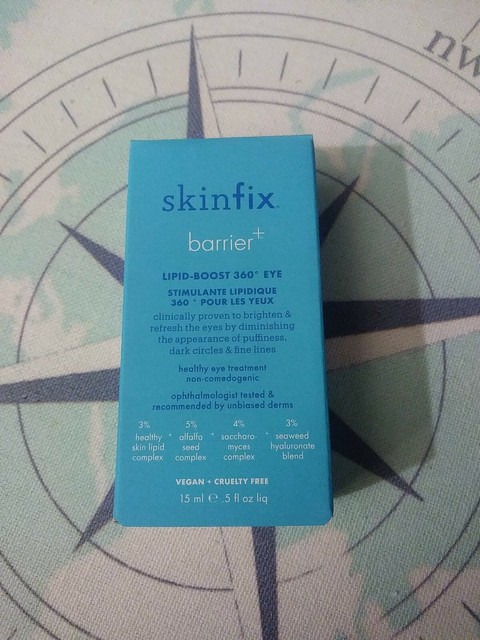 nw
skinfix
barrier+
LIPID-BOOST 360° EYE
STIMULANTE LIPIDIQUE
360 ° POUR LES YEUX
clinically proven to brighten &
refresh the eyes by diminishing
the appearance of puffiness,
dark circles & fine lines
healthy eye treatment
non-comedogenic
ophthalmologist tested &
recommended by unbiased derms
3% 5% 4% 3%
healthy alfalfa saccharo- seaweed
skin lipid seed myces hyaluronate
complex complex complex blend
VEGAN + CRUELTY FREE
15 ml ℮ .5 fl oz liq